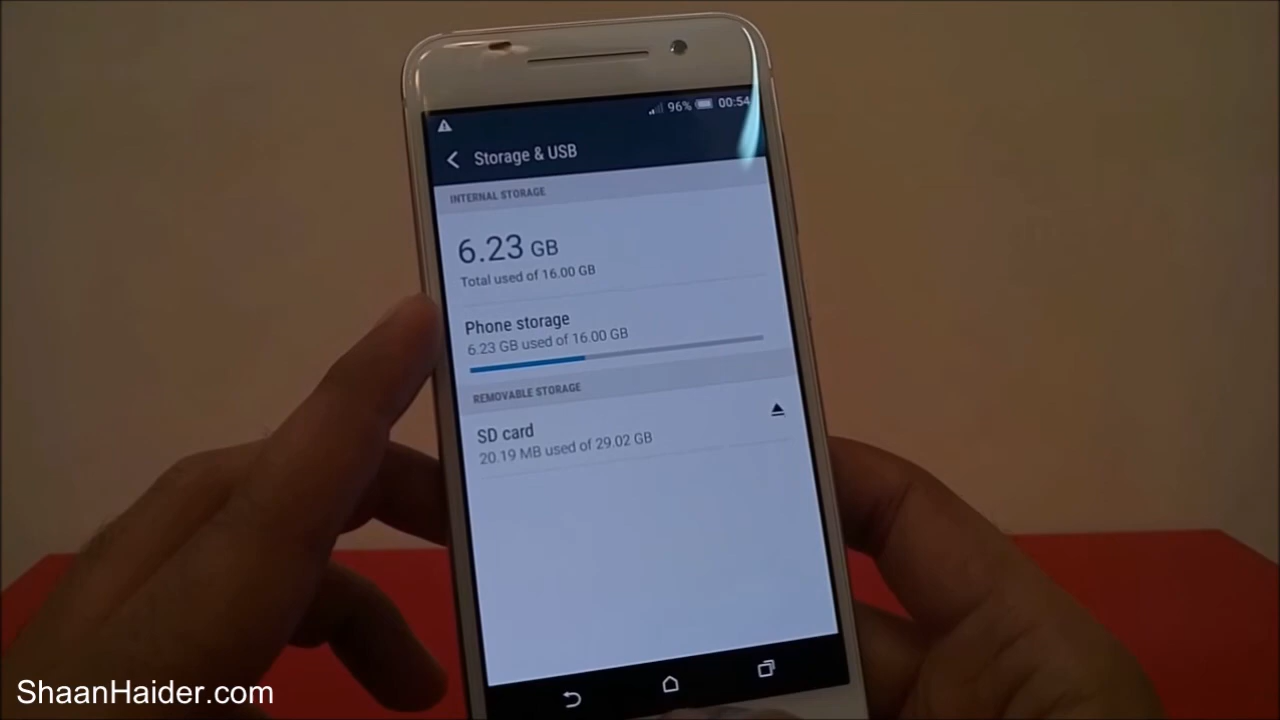 96% 00:54
Storage & USB
INTERNAL STORAGE
6.23 GB
Total used of 16.00 GB
Phone storage
6.23 GB used of 16.00 GB
REMOVABLE STORAGE
SD card
20.19 MB used of 29.02 GB
ShaanHaider.com